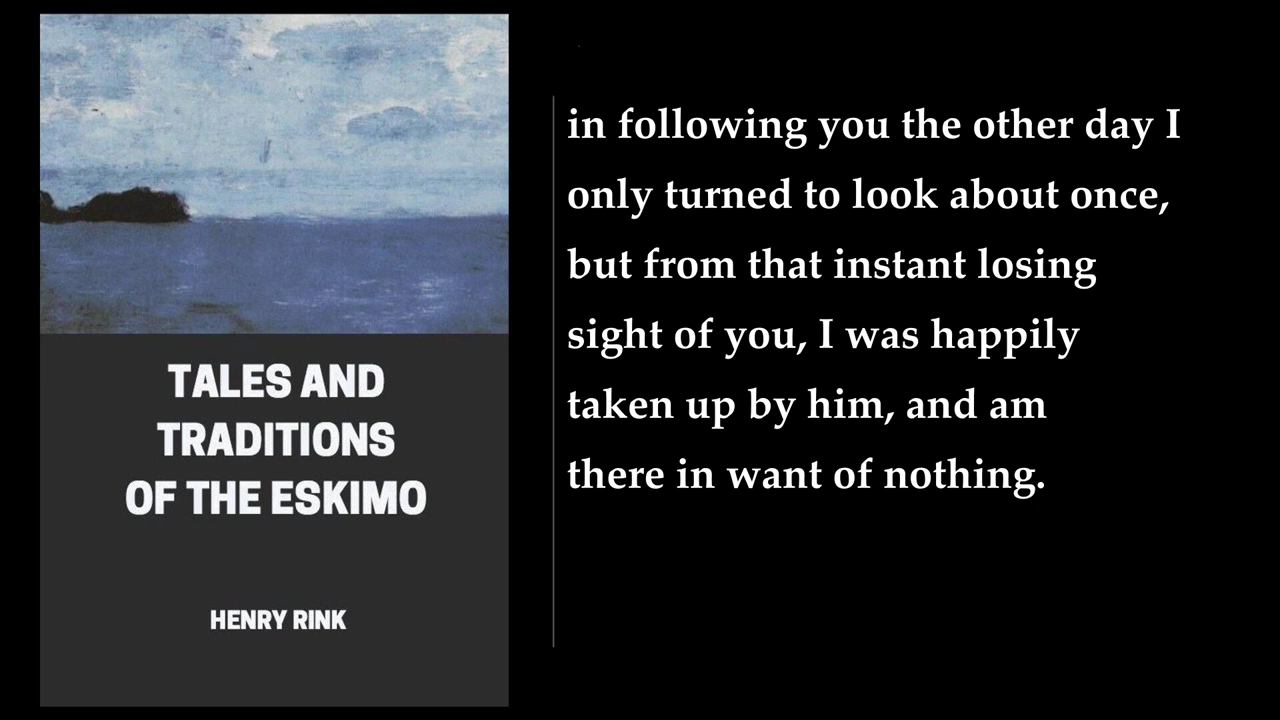 TALES AND
TRADITIONS
OF THE ESKIMO
HENRY RINK
in following you the other day I
only turned to look about once,
but from that instant losing
sight of you, I was happily
taken up by him, and am
there in want of nothing.